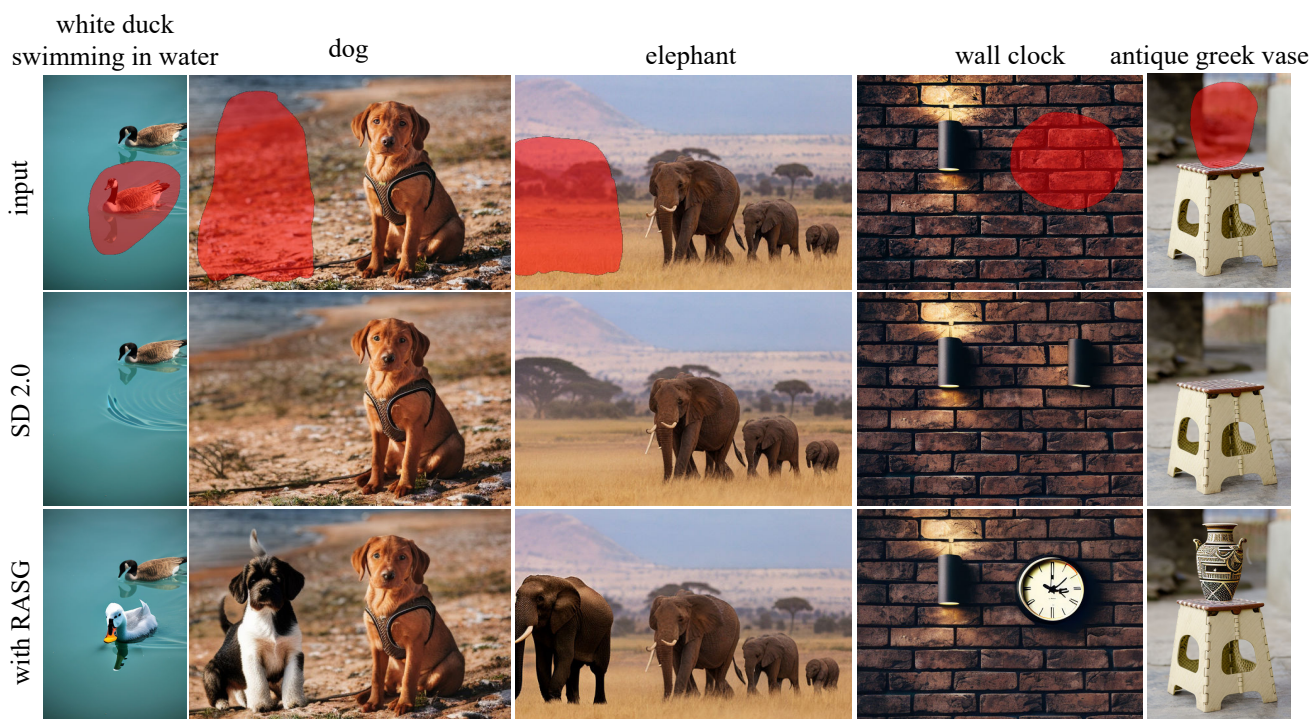 white duck
swimming in water
dog
elephant
wall clock
antique greek vase
input
SD 2.0
with RASG